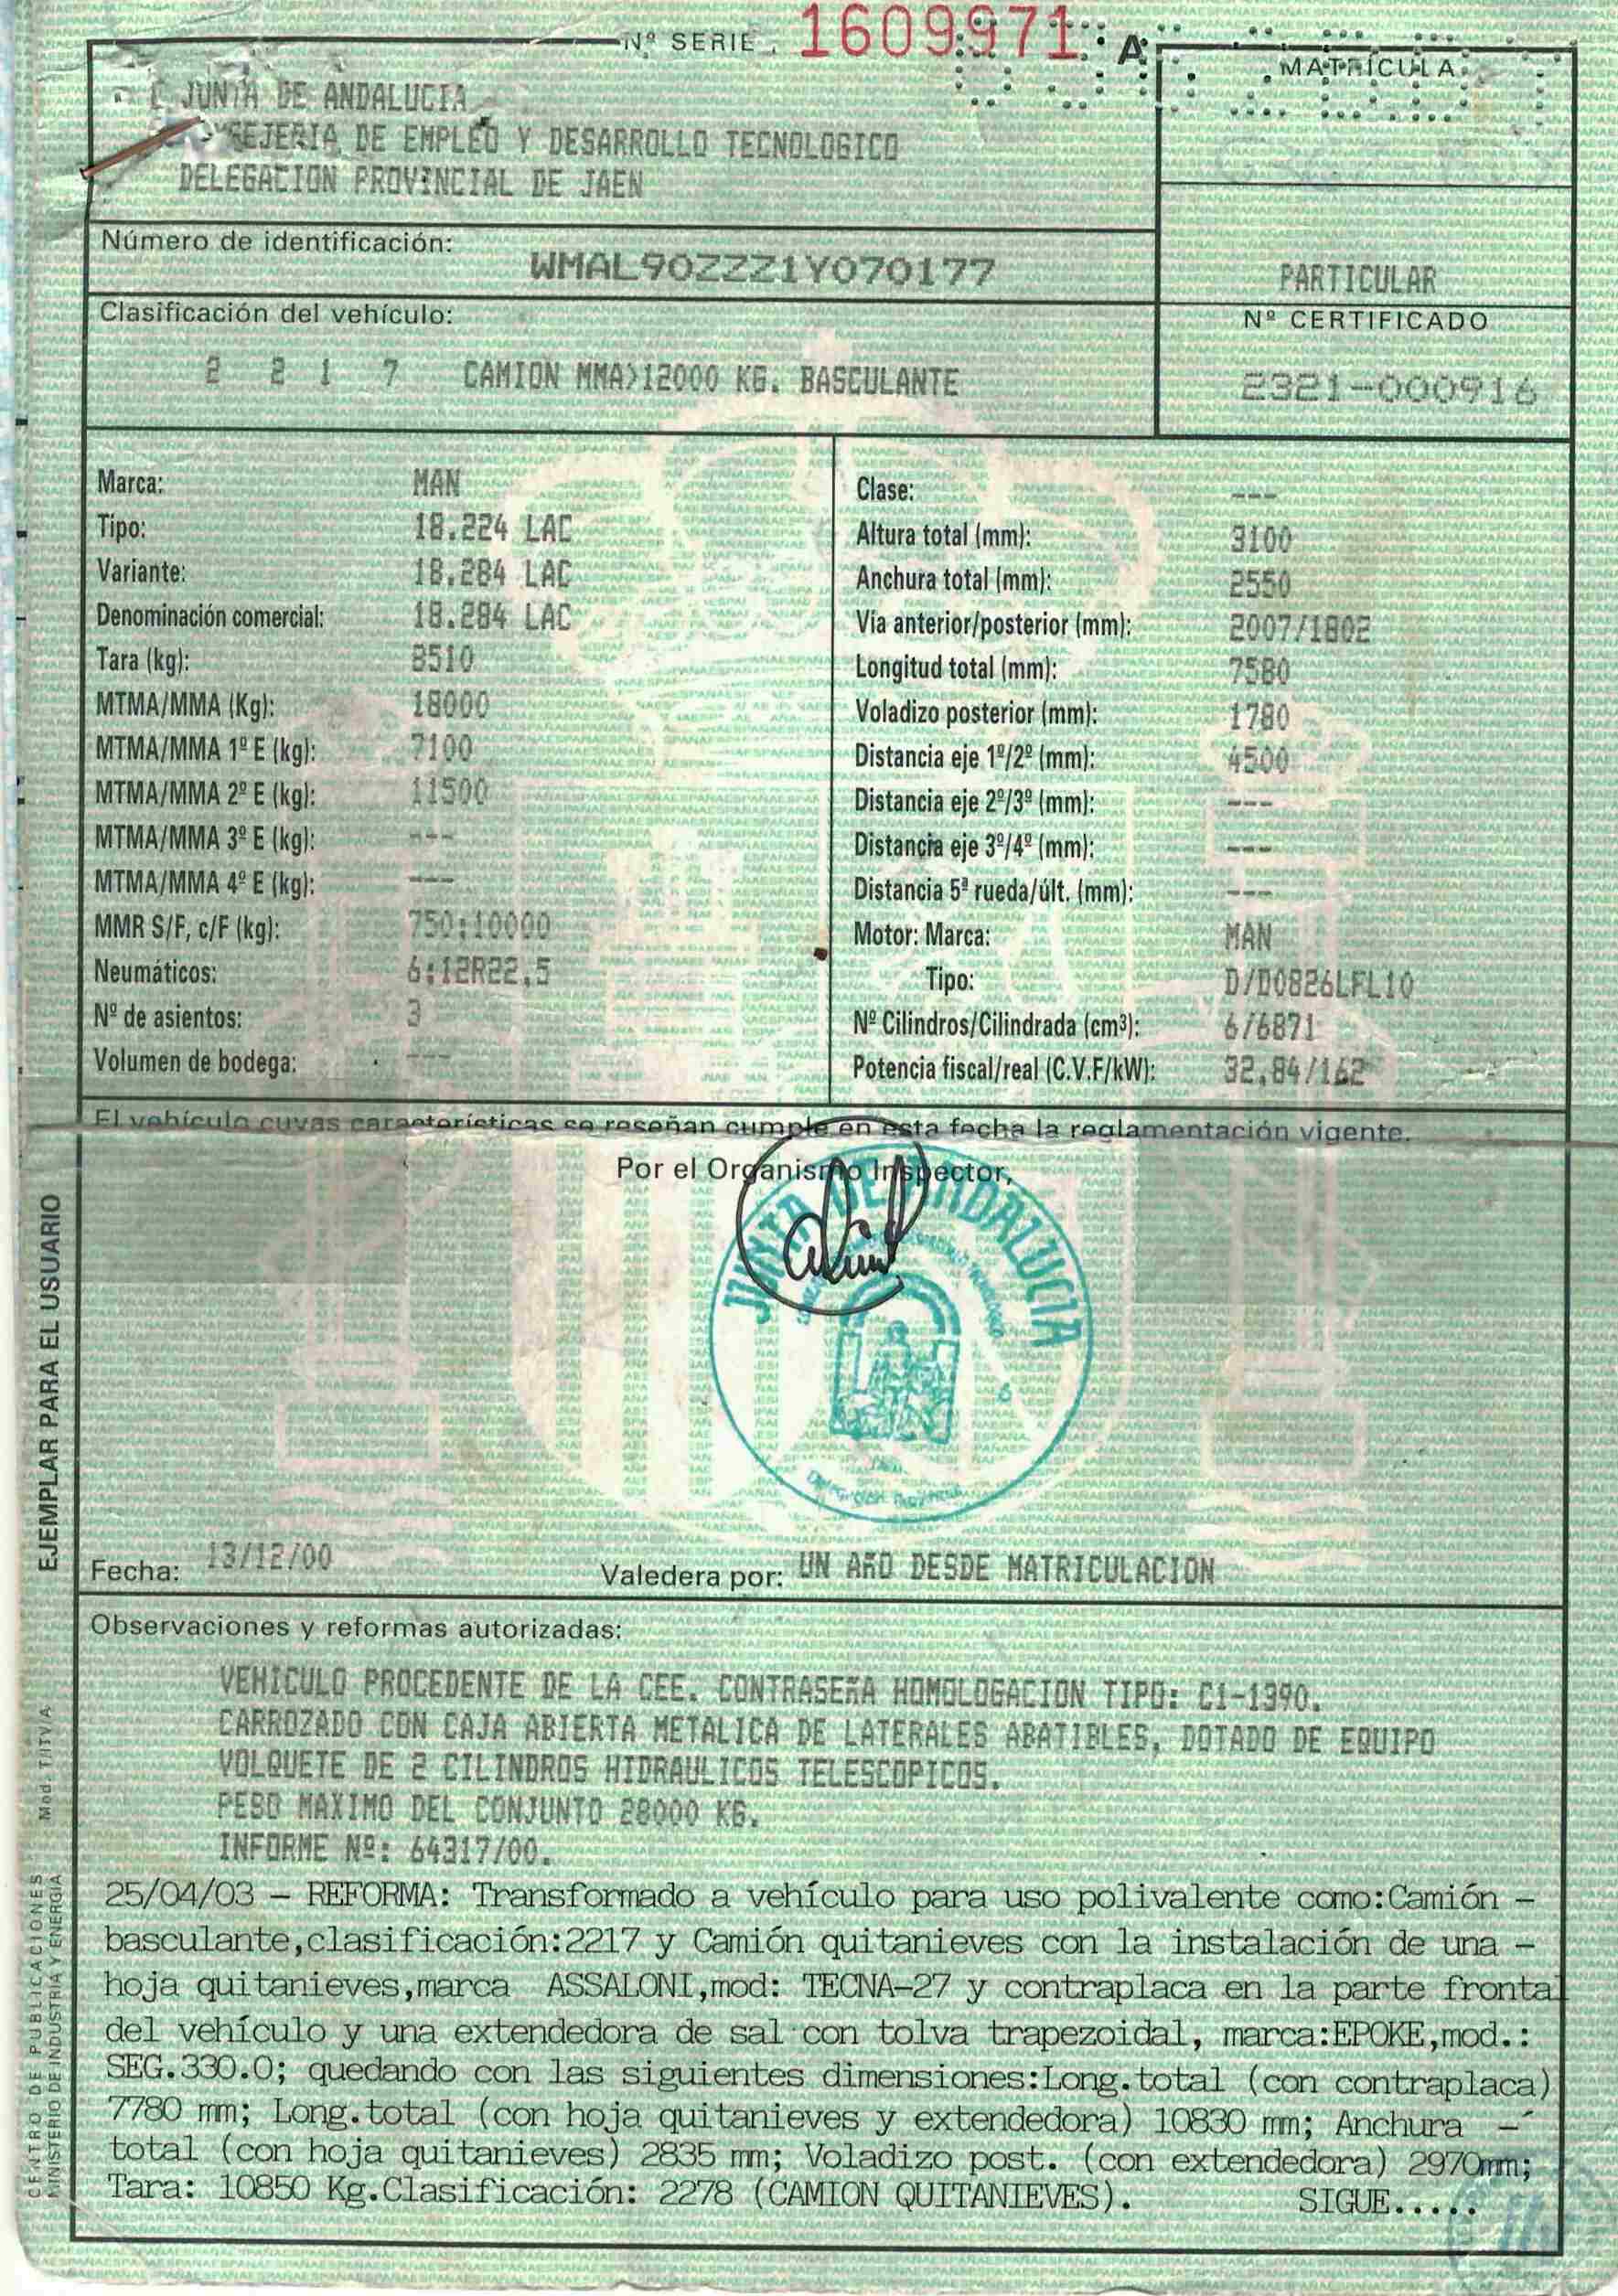 Nº SERIE
1609971
A
MATRÍCULA
JUNTA DE ANDALUCIA
DE EMPLEO Y DESARROLLO TECNOLOGICO
DELEGACION PROVINCIAL DE JAEN
Número de identificación:
WMAL90ZZZ1Y070177
PARTICULAR
Clasificación del vehículo:
2 2 1 7 CAMION MMA>12000 KG. BASCULANTE
Nº CERTIFICADO
2321-000916
Marca: MAN
Tipo: 18.224 LAC
Variante: 18.284 LAC
Denominación comercial: 18.284 LAC
Tara (kg): 8510
MTMA/MMA (Kg): 18000
MTMA/MMA 1º E (kg): 7100
MTMA/MMA 2º E (kg): 11500
MTMA/MMA 3º E (kg): ---
MTMA/MMA 4º E (kg): ---
MMR S/F, c/F (kg): 750;10000
Neumáticos: 6;12R22,5
Nº de asientos: 3
Volumen de bodega: ---
Clase: ---
Altura total (mm): 3100
Anchura total (mm): 2550
Vía anterior/posterior (mm): 2007/1802
Longitud total (mm): 7580
Voladizo posterior (mm): 1780
Distancia eje 1º/2º (mm): 4500
Distancia eje 2º/3º (mm): ---
Distancia eje 3º/4º (mm): ---
Distancia 5ª rueda/últ. (mm): ---
Motor: Marca: MAN
Tipo: D/D0826LFL10
Nº Cilindros/Cilindrada (cm³): 6/6871
Potencia fiscal/real (C.V.F/kW): 32,84/162
El vehículo cuyas características se reseñan cumple en esta fecha la reglamentación vigente.
Por el Organismo Inspector,
JUNTA DE ANDALUCIA
Fecha: 13/12/00
Valedera por: UN AÑO DESDE MATRICULACION
Observaciones y reformas autorizadas:
VEHICULO PROCEDENTE DE LA CEE. CONTRASEÑA HOMOLOGACION TIPO: C1-1390.
CARROZADO CON CAJA ABIERTA METALICA DE LATERALES ABATIBLES, DOTADO DE EQUIPO
VOLQUETE DE 2 CILINDROS HIDRAULICOS TELESCOPICOS.
PESO MAXIMO DEL CONJUNTO 28000 KG.
INFORME Nº: 64317/00.
25/04/03 - REFORMA: Transformado a vehículo para uso polivalente como:Camión -
basculante,clasificación:2217 y Camión quitanieves con la instalación de una -
hoja quitanieves,marca ASSALONI,mod: TECNA-27 y contraplaca en la parte frontal
del vehículo y una extendedora de sal con tolva trapezoidal, marca:EPOKE,mod.:
SEG.330.0; quedando con las siguientes dimensiones:Long.total (con contraplaca)
7780 mm; Long.total (con hoja quitanieves y extendedora) 10830 mm; Anchura -
total (con hoja quitanieves) 2835 mm; Voladizo post. (con extendedora) 2970mm;
Tara: 10850 Kg.Clasificación: 2278 (CAMION QUITANIEVES). SIGUE.....
EJEMPLAR PARA EL USUARIO
CENTRO DE PUBLICACIONES
MINISTERIO DE INDUSTRIA Y ENERGIA